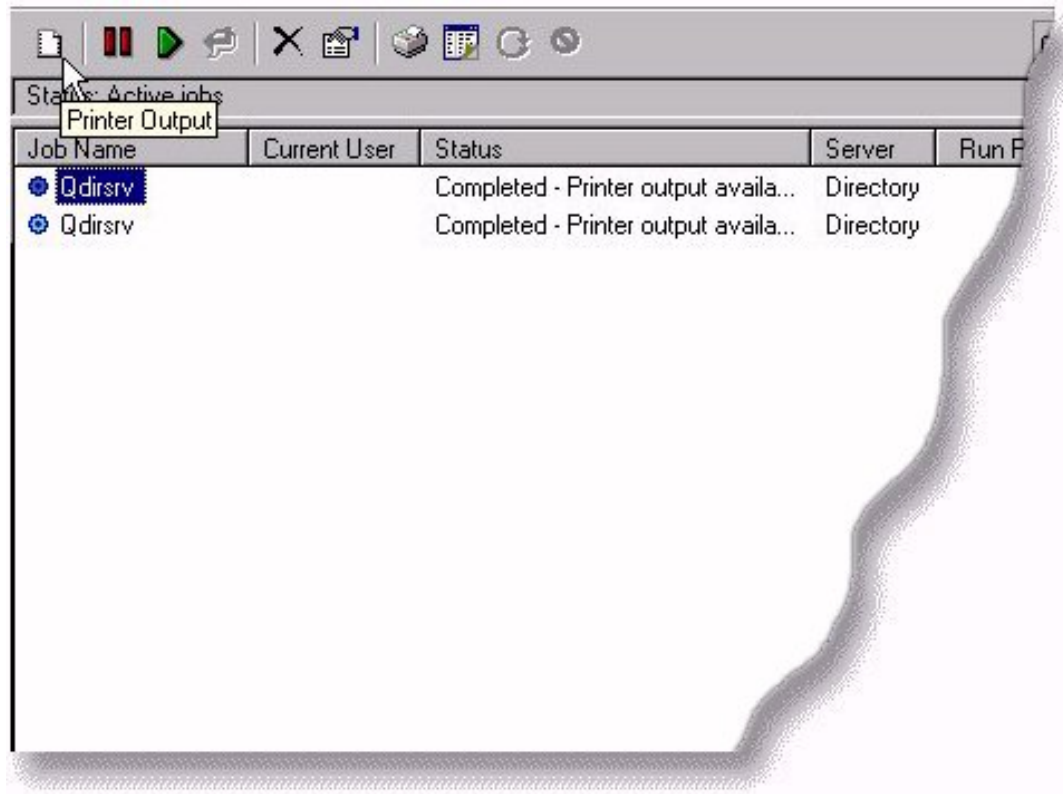 Status: Active jobs
Printer Output
Job Name Current User Status Server Run P
Qdirsrv Completed - Printer output availa... Directory
Qdirsrv Completed - Printer output availa... Directory